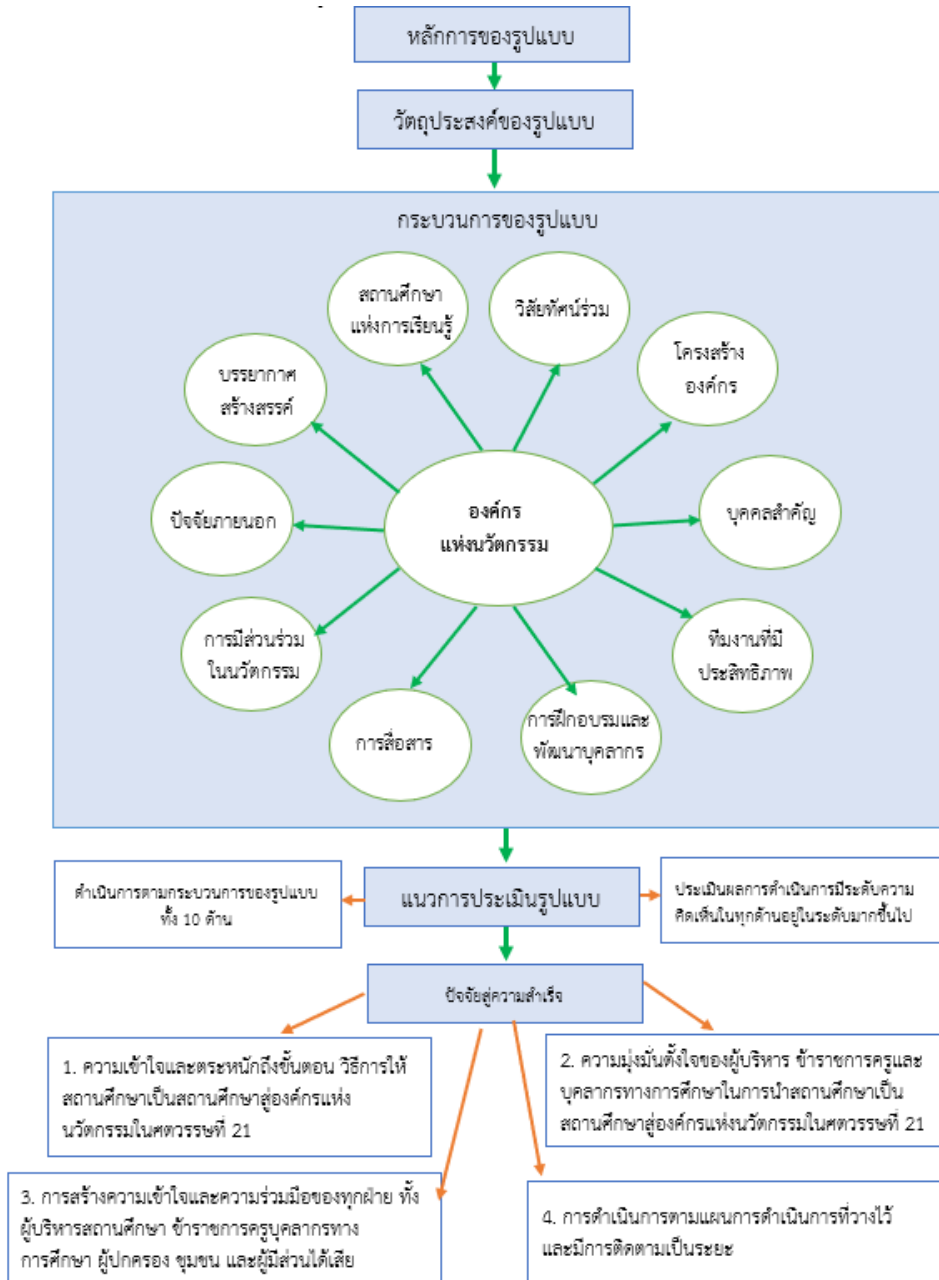 หลักการของรูปแบบ
วัตถุประสงค์ของรูปแบบ
กระบวนการของรูปแบบ
สถานศึกษา
แห่งการเรียนรู้
วิสัยทัศน์ร่วม
โครงสร้าง
องค์กร
บรรยากาศ
สร้างสรรค์
ปัจจัยภายนอก
องค์กร
แห่งนวัตกรรม
บุคคลสำคัญ
การมีส่วนร่วม
ในนวัตกรรม
ทีมงานที่มี
ประสิทธิภาพ
การสื่อสาร
การฝึกอบรมและ
พัฒนาบุคลากร
ดำเนินการตามกระบวนการของรูปแบบ
ทั้ง 10 ด้าน
แนวการประเมินรูปแบบ
ประเมินผลการดำเนินการมีระดับความ
คิดเห็นในทุกด้านอยู่ในระดับมากขึ้นไป
ปัจจัยสู่ความสำเร็จ
1. ความเข้าใจและตระหนักถึงขั้นตอน วิธีการให้
สถานศึกษาเป็นสถานศึกษาสู่องค์กรแห่ง
นวัตกรรมในศตวรรษที่ 21
2. ความมุ่งมั่นตั้งใจของผู้บริหาร ข้าราชการครูและ
บุคลากรทางการศึกษาในการนำสถานศึกษาเป็น
สถานศึกษาสู่องค์กรแห่งนวัตกรรมในศตวรรษที่ 21
3. การสร้างความเข้าใจและความร่วมมือของทุกฝ่าย ทั้ง
ผู้บริหารสถานศึกษา ข้าราชการครูบุคลากรทาง
การศึกษา ผู้ปกครอง ชุมชน และผู้มีส่วนได้เสีย
4. การดำเนินการตามแผนการดำเนินการที่วางไว้
และมีการติดตามเป็นระยะ